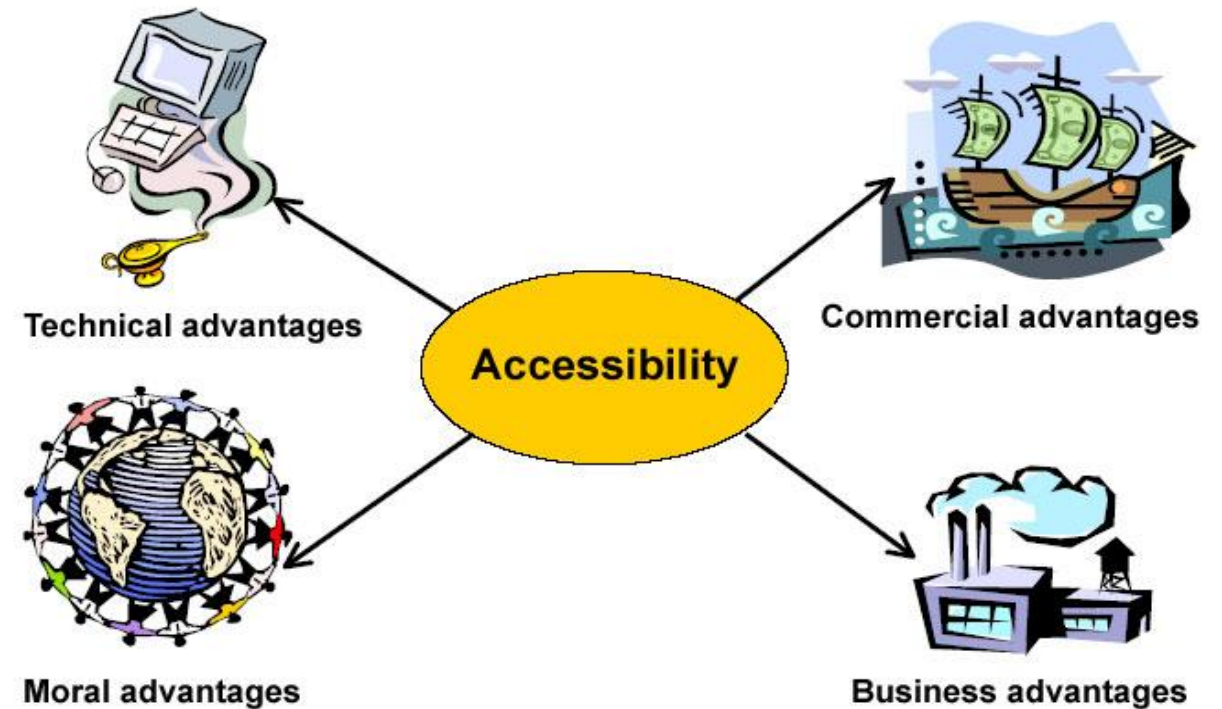 Technical advantages
Commercial advantages
Accessibility
Moral advantages
Business advantages